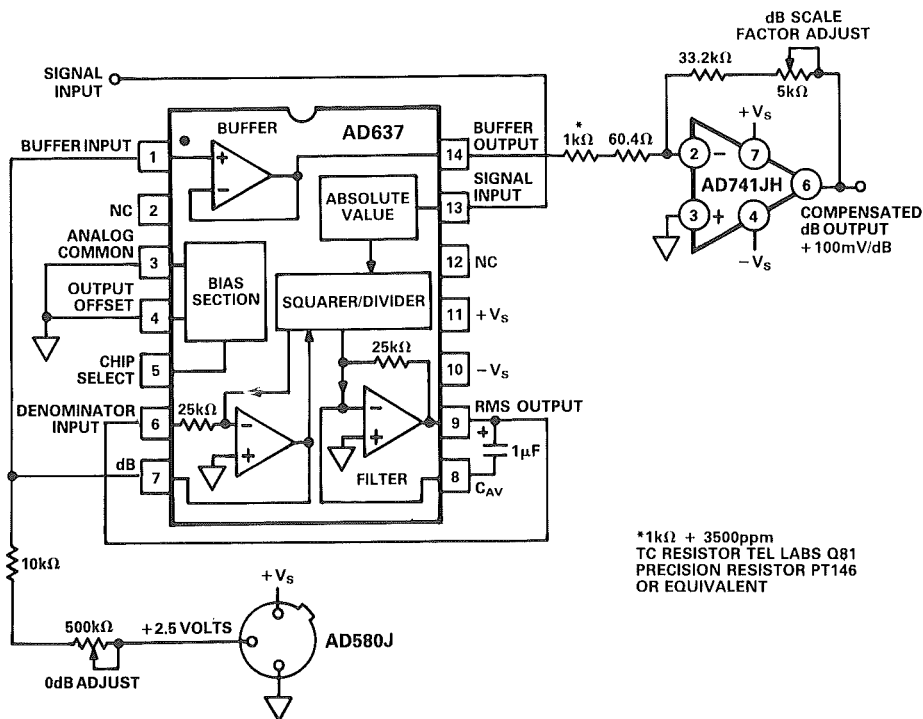 dB SCALE
FACTOR ADJUST
33.2kΩ
5kΩ
SIGNAL
INPUT
BUFFER
AD637
BUFFER
OUTPUT
*
1kΩ
60.4Ω
+VS
BUFFER INPUT
1
+
−
14
2
−
7
AD741JH
6
3
+
4
−VS
COMPENSATED
dB OUTPUT
+100mV/dB
ABSOLUTE
VALUE
SIGNAL
INPUT
13
NC
2
ANALOG
COMMON
3
12
NC
BIAS
SECTION
SQUARER/DIVIDER
OUTPUT
OFFSET
4
11
+VS
CHIP
SELECT
5
25kΩ
10
−VS
DENOMINATOR
INPUT
6
25kΩ
−
+
−
+
9
RMS OUTPUT
+
1µF
dB
7
FILTER
8
CAV
*1kΩ + 3500ppm
TC RESISTOR TEL LABS Q81
PRECISION RESISTOR PT146
OR EQUIVALENT
10kΩ
+VS
500kΩ
+2.5 VOLTS
AD580J
0dB ADJUST